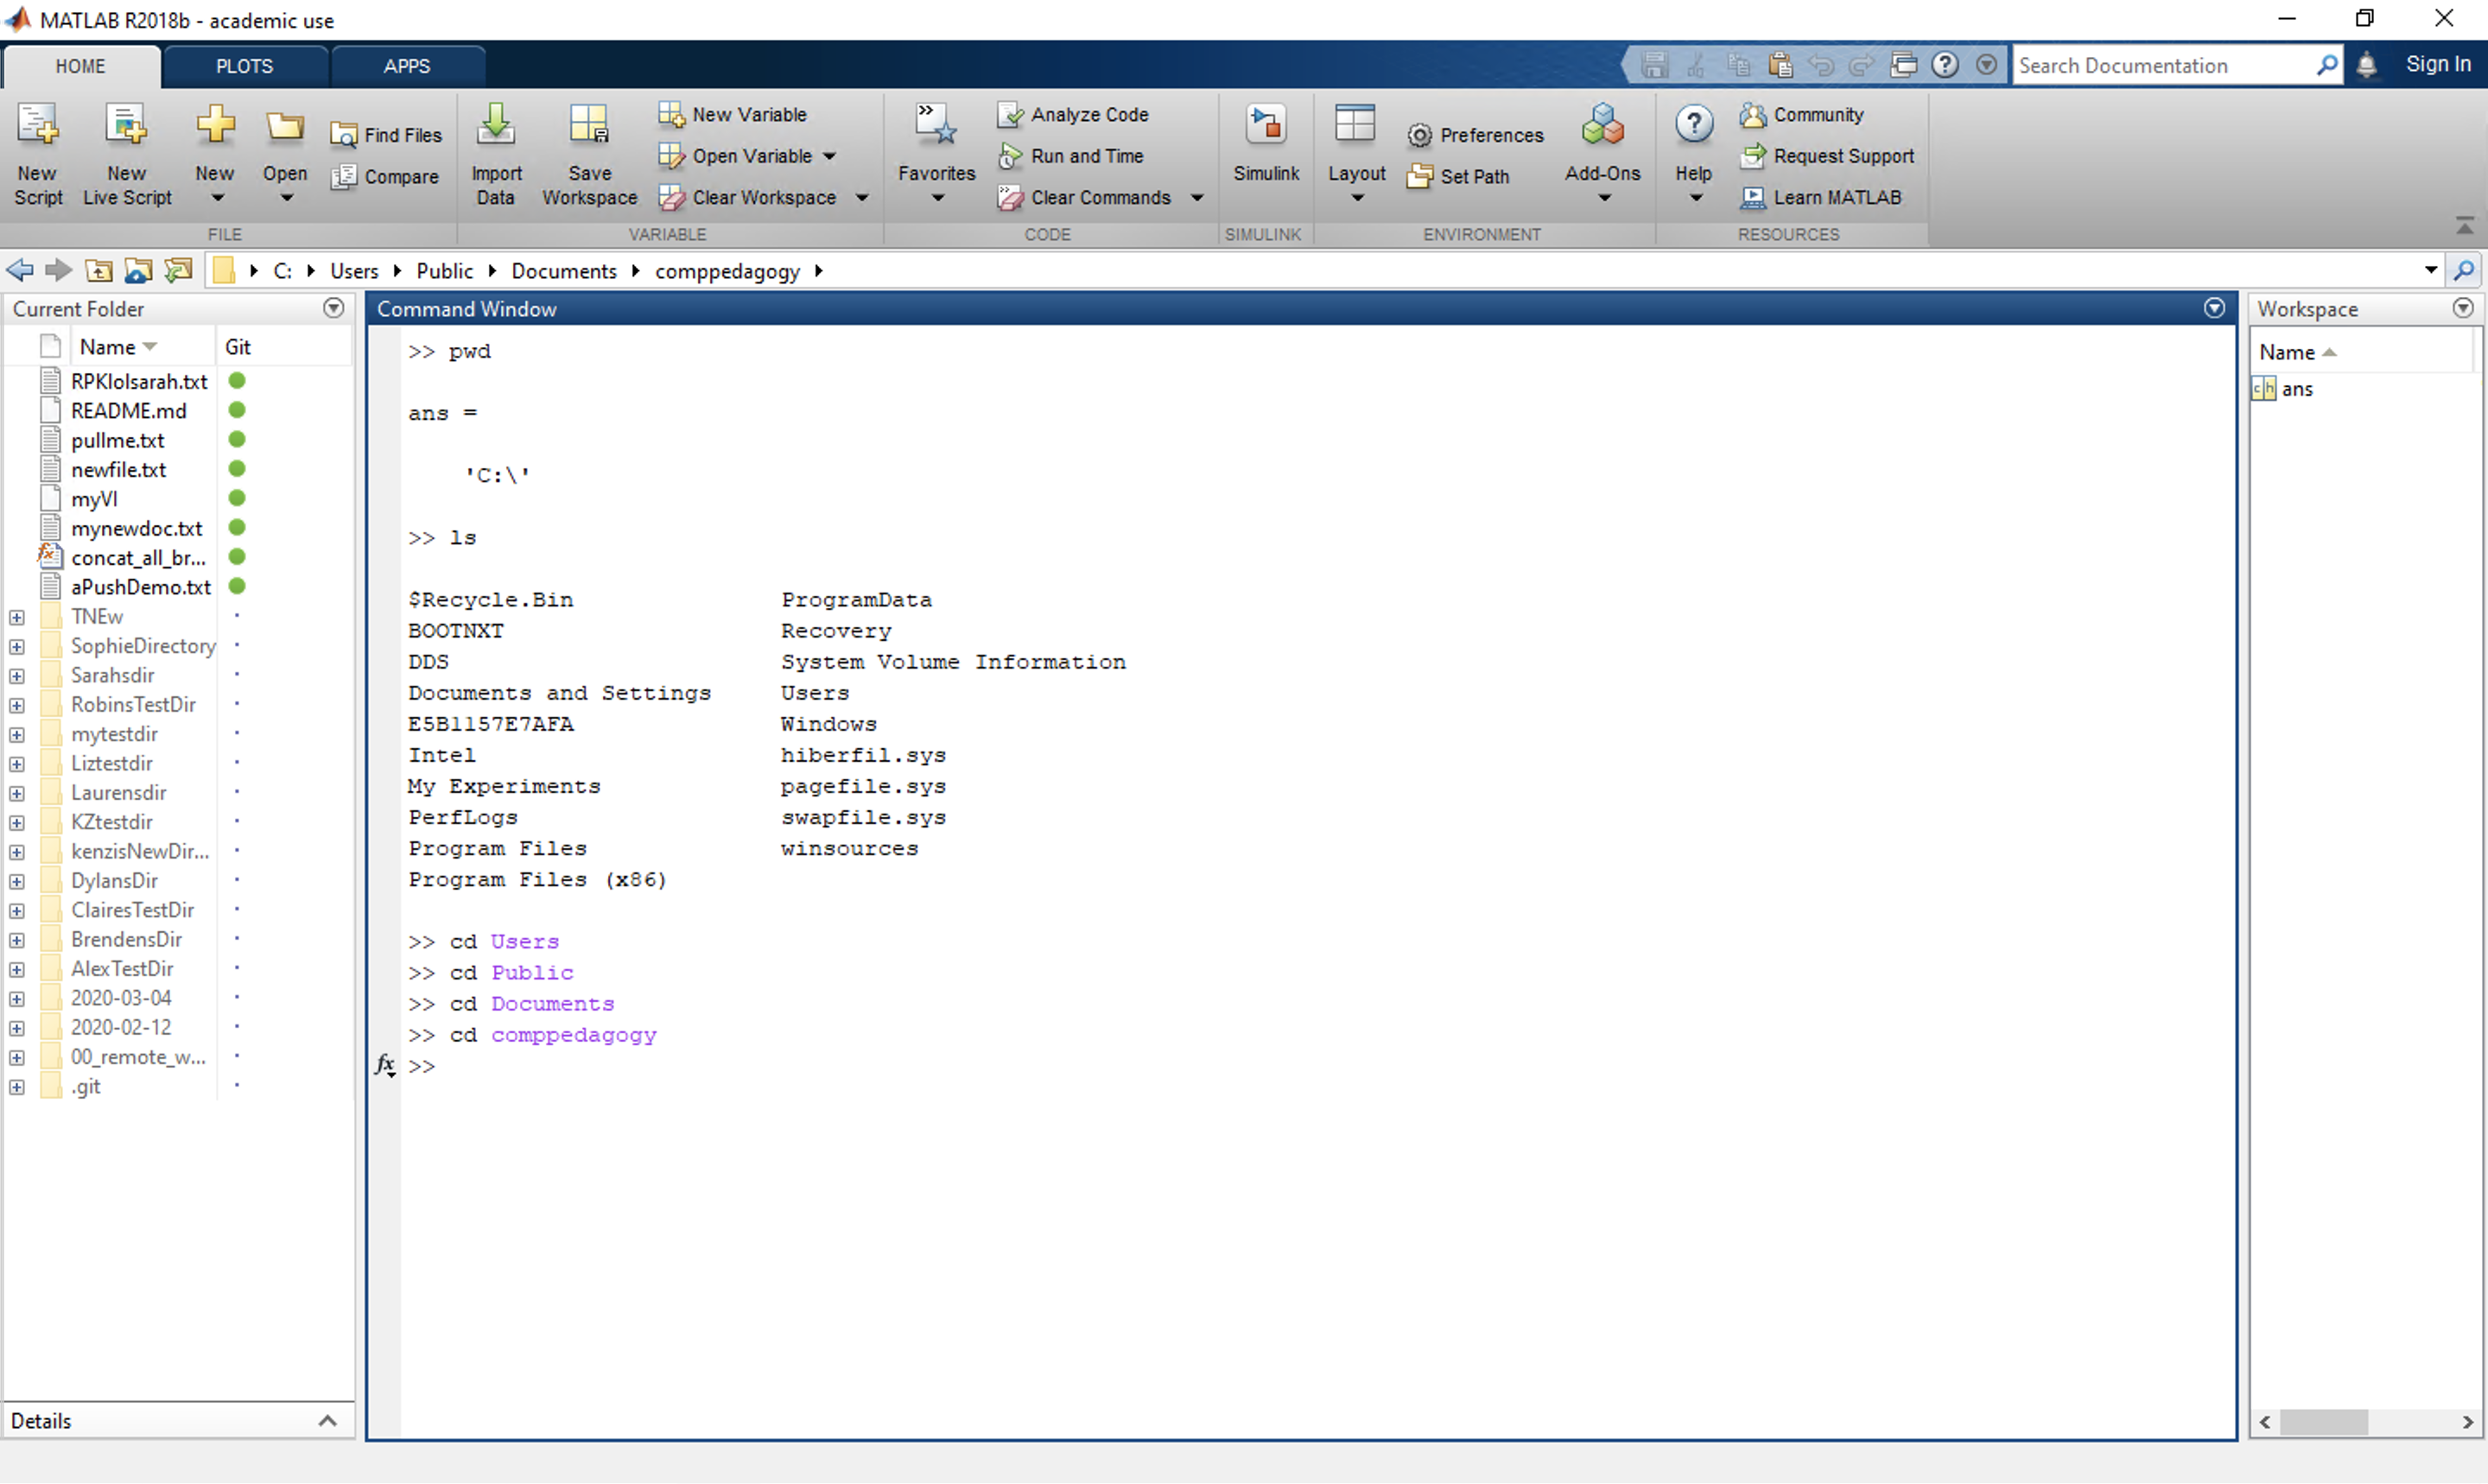 MATLAB R2018b - academic use
HOME PLOTS APPS Search Documentation Sign In
New Script
New Live Script
New
Open
Find Files
Compare
FILE
Import Data
Save Workspace
New Variable
Open Variable
Clear Workspace
VARIABLE
Favorites
Analyze Code
Run and Time
Clear Commands
CODE
Simulink
SIMULINK
Layout
Preferences
Set Path
Add-Ons
ENVIRONMENT
Help
Community
Request Support
Learn MATLAB
RESOURCES
C: Users Public Documents comppedagogy
Current Folder
Name Git
RPKlolsarah.txt
README.md
pullme.txt
newfile.txt
myVI
mynewdoc.txt
concat_all_br...
aPushDemo.txt
TNEw
SophieDirectory
Sarahsdir
RobinsTestDir
mytestdir
Liztestdir
Laurensdir
KZtestdir
kenzisNewDir...
DylansDir
ClairesTestDir
BrendensDir
AlexTestDir
2020-03-04
2020-02-12
00_remote_w...
.git
Details
Command Window
>> pwd
ans =
'C:\'
>> ls
$Recycle.Bin ProgramData
BOOTNXT Recovery
DDS System Volume Information
Documents and Settings Users
E5B1157E7AFA Windows
Intel hiberfil.sys
My Experiments pagefile.sys
PerfLogs swapfile.sys
Program Files winsources
Program Files (x86)
>> cd Users
>> cd Public
>> cd Documents
>> cd comppedagogy
fx >>
Workspace
Name
ch ans